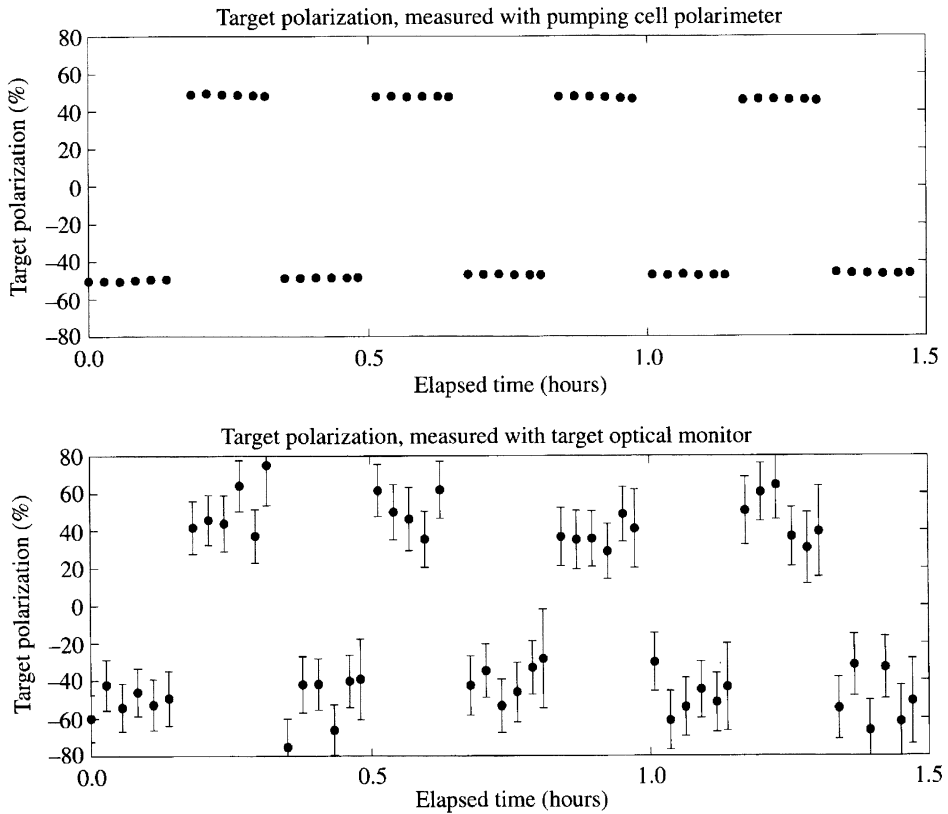 Target polarization, measured with pumping cell polarimeter
80
60
40
20
0
–20
–40
–60
–80
Target polarization (%)
0.0 0.5 1.0 1.5
Elapsed time (hours)
Target polarization, measured with target optical monitor
80
60
40
20
0
–20
–40
–60
–80
Target polarization (%)
0.0 0.5 1.0 1.5
Elapsed time (hours)